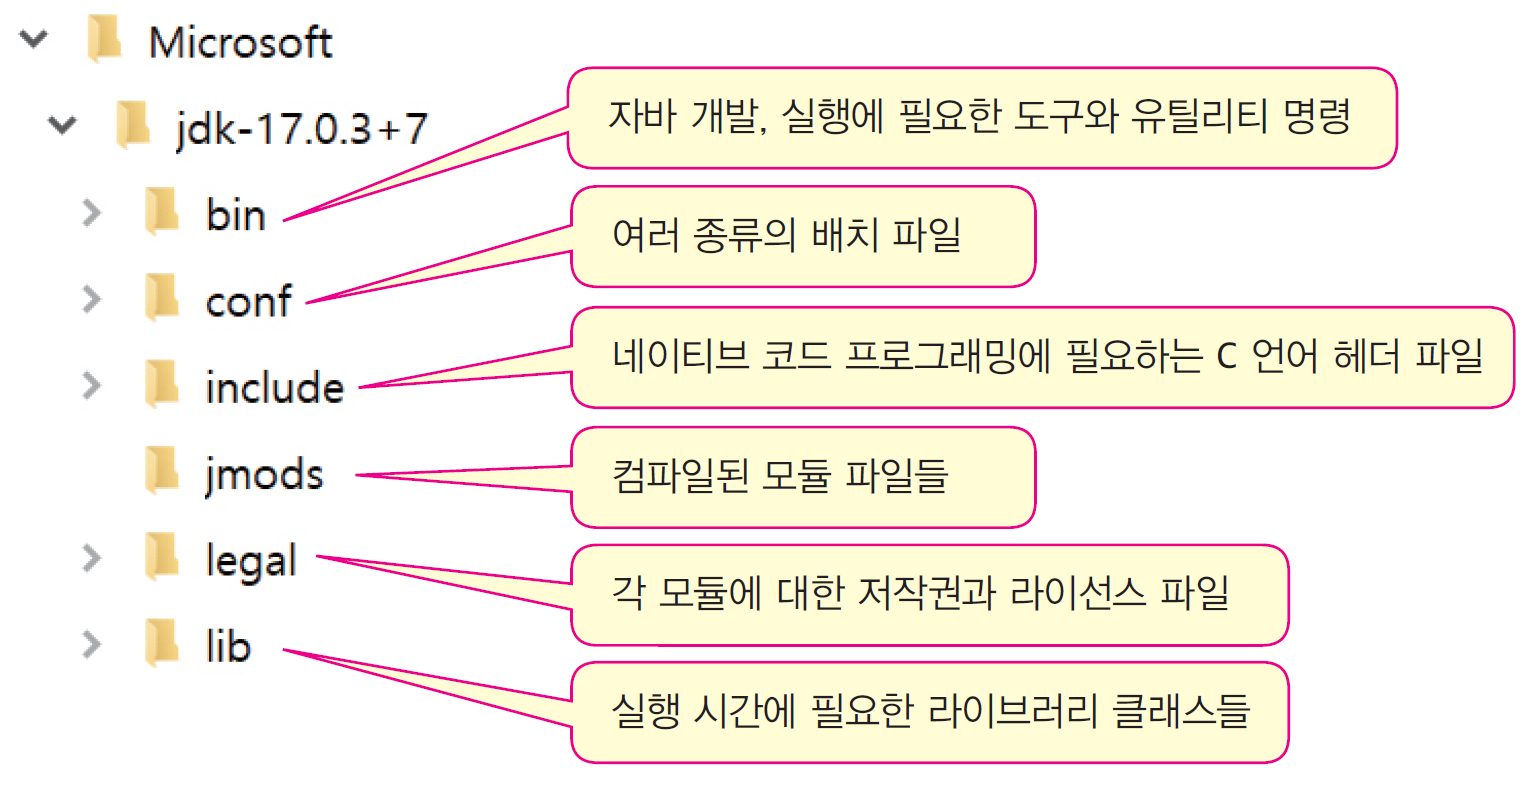 Microsoft
jdk-17.0.3+7
자바 개발, 실행에 필요한 도구와 유틸리티 명령
bin
여러 종류의 배치 파일
conf
네이티브 코드 프로그래밍에 필요하는 C 언어 헤더 파일
include
jmods
컴파일된 모듈 파일들
legal
각 모듈에 대한 저작권과 라이선스 파일
lib
실행 시간에 필요한 라이브러리 클래스들